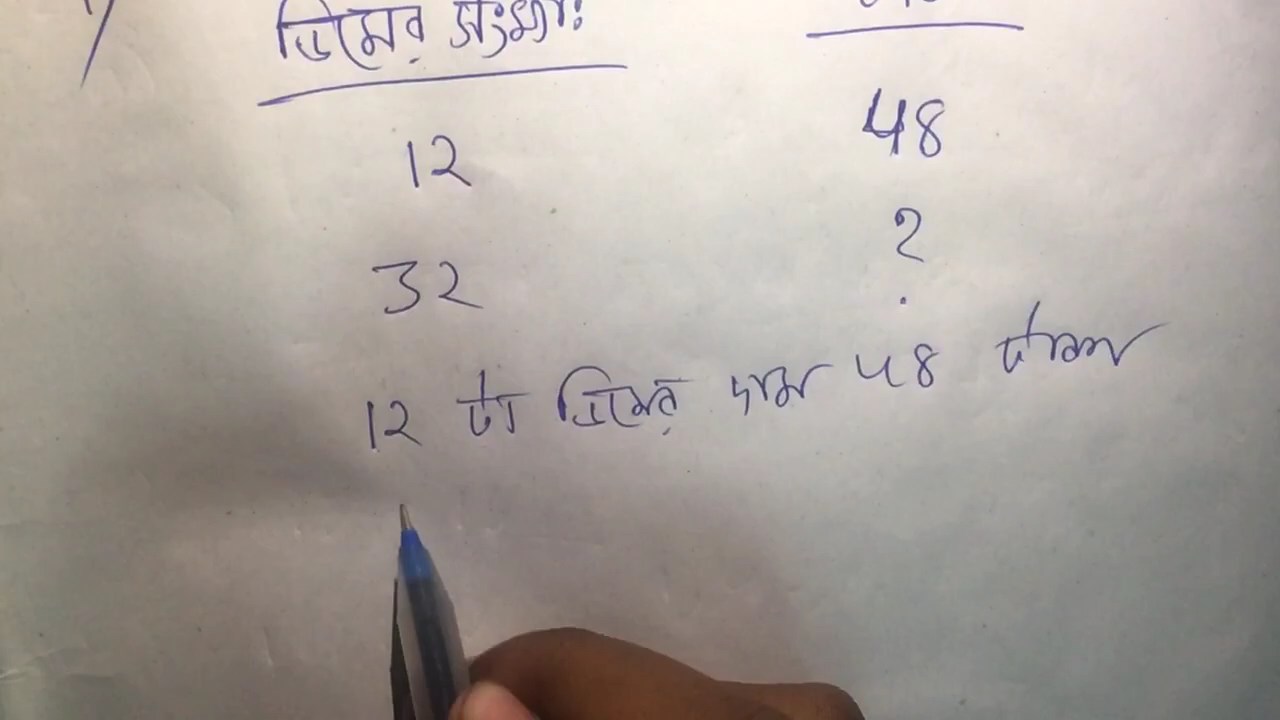 ডিমের সংখ্যা:
12 48
32 ?
12 টা ডিমের দাম 48 টাকা